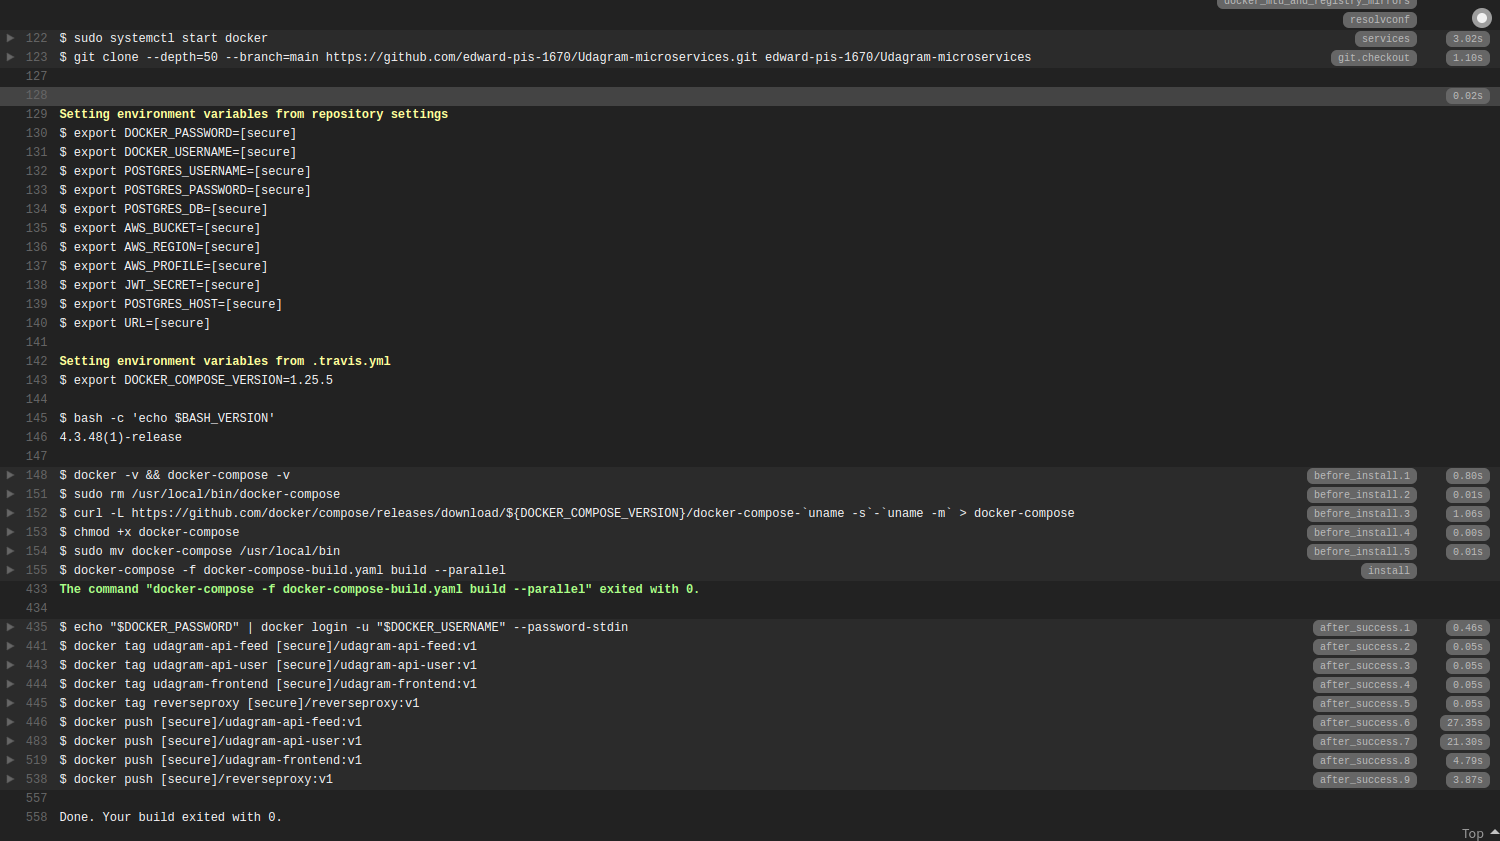 docker_mtu_and_registry_mirrors
resolvconf
122 $ sudo systemctl start docker services 3.02s
123 $ git clone --depth=50 --branch=main https://github.com/edward-pis-1670/Udagram-microservices.git edward-pis-1670/Udagram-microservices git.checkout 1.10s
127
128 0.02s
129 Setting environment variables from repository settings
130 $ export DOCKER_PASSWORD=[secure]
131 $ export DOCKER_USERNAME=[secure]
132 $ export POSTGRES_USERNAME=[secure]
133 $ export POSTGRES_PASSWORD=[secure]
134 $ export POSTGRES_DB=[secure]
135 $ export AWS_BUCKET=[secure]
136 $ export AWS_REGION=[secure]
137 $ export AWS_PROFILE=[secure]
138 $ export JWT_SECRET=[secure]
139 $ export POSTGRES_HOST=[secure]
140 $ export URL=[secure]
141
142 Setting environment variables from .travis.yml
143 $ export DOCKER_COMPOSE_VERSION=1.25.5
144
145 $ bash -c 'echo $BASH_VERSION'
146 4.3.48(1)-release
147
148 $ docker -v && docker-compose -v before_install.1 0.80s
151 $ sudo rm /usr/local/bin/docker-compose before_install.2 0.01s
152 $ curl -L https://github.com/docker/compose/releases/download/${DOCKER_COMPOSE_VERSION}/docker-compose-`uname -s`-`uname -m` > docker-compose before_install.3 1.06s
153 $ chmod +x docker-compose before_install.4 0.00s
154 $ sudo mv docker-compose /usr/local/bin before_install.5 0.01s
155 $ docker-compose -f docker-compose-build.yaml build --parallel install
433 The command "docker-compose -f docker-compose-build.yaml build --parallel" exited with 0.
434
435 $ echo "$DOCKER_PASSWORD" | docker login -u "$DOCKER_USERNAME" --password-stdin after_success.1 0.46s
441 $ docker tag udagram-api-feed [secure]/udagram-api-feed:v1 after_success.2 0.05s
443 $ docker tag udagram-api-user [secure]/udagram-api-user:v1 after_success.3 0.05s
444 $ docker tag udagram-frontend [secure]/udagram-frontend:v1 after_success.4 0.05s
445 $ docker tag reverseproxy [secure]/reverseproxy:v1 after_success.5 0.05s
446 $ docker push [secure]/udagram-api-feed:v1 after_success.6 27.35s
483 $ docker push [secure]/udagram-api-user:v1 after_success.7 21.30s
519 $ docker push [secure]/udagram-frontend:v1 after_success.8 4.79s
538 $ docker push [secure]/reverseproxy:v1 after_success.9 3.87s
557
558 Done. Your build exited with 0.
Top